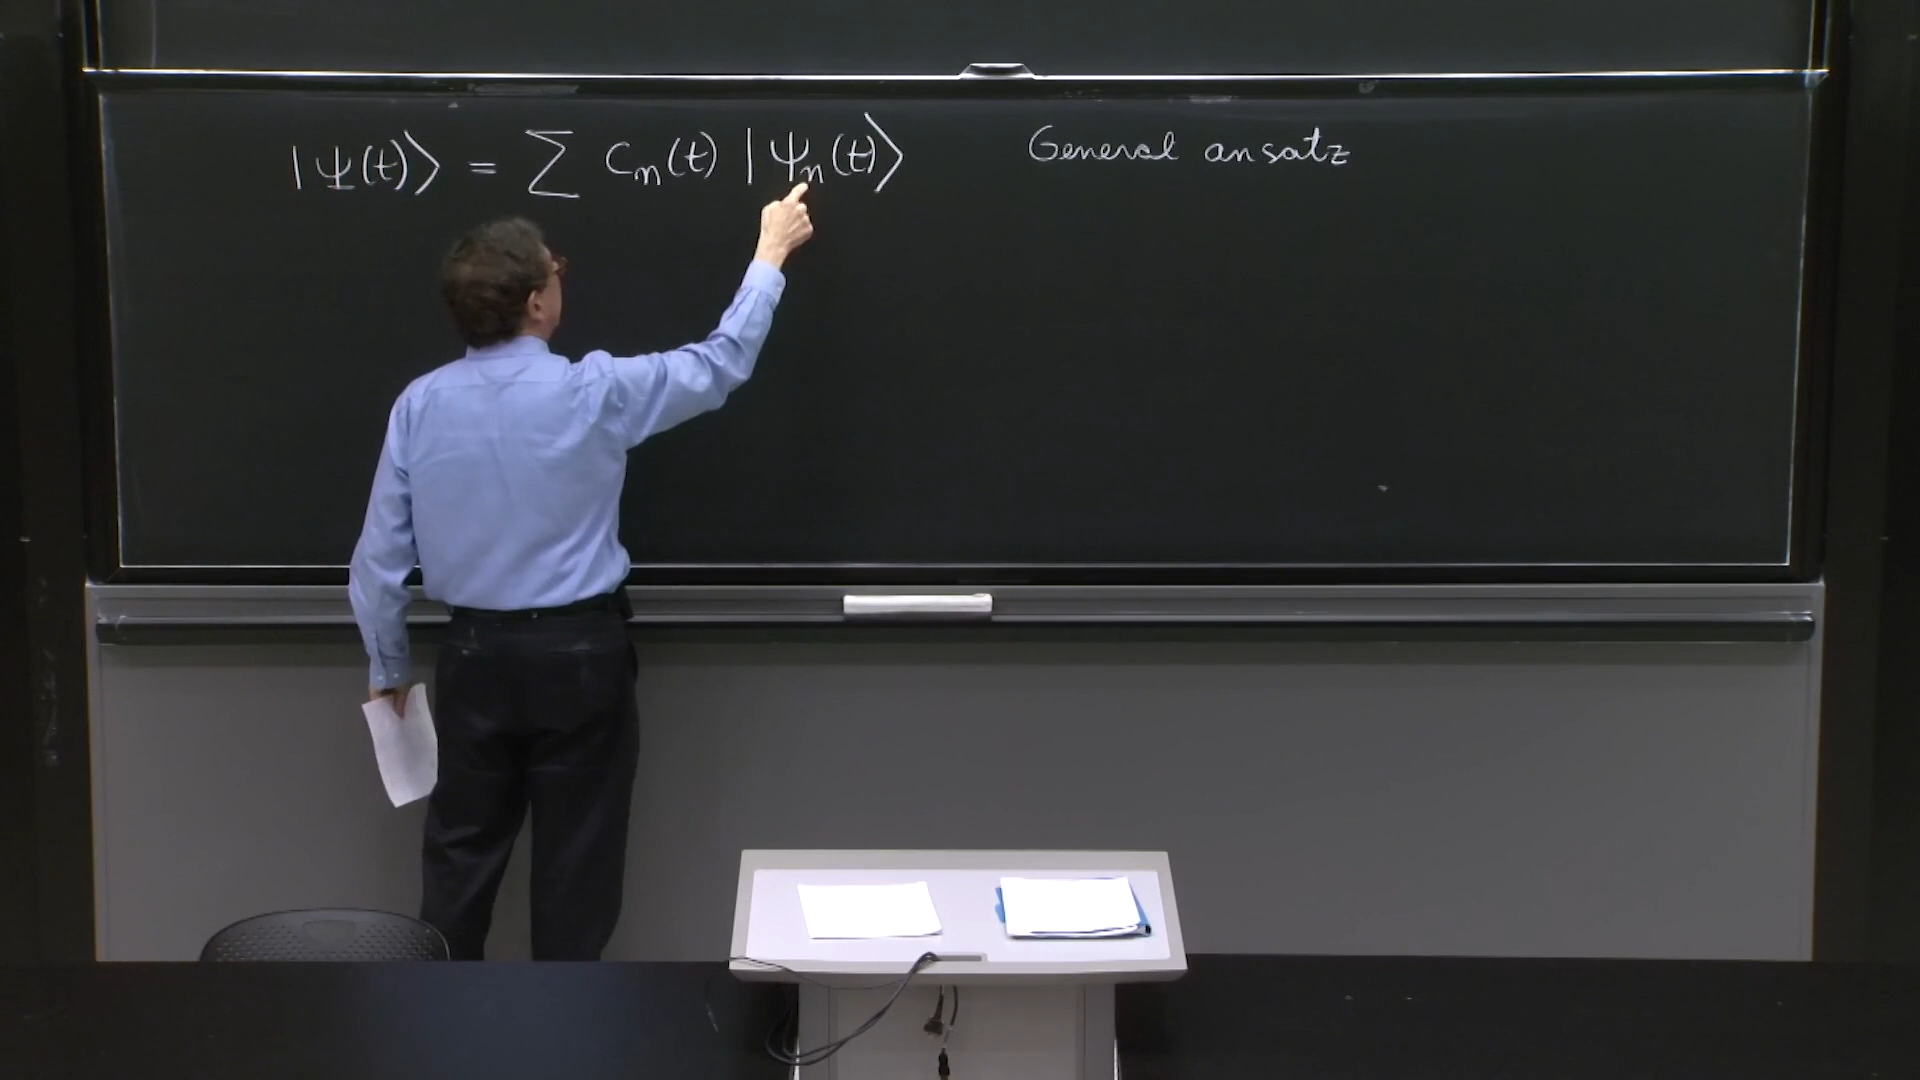 |Ψ(t)⟩ = ∑ cₙ(t) |ψₙ(t)⟩ General ansatz